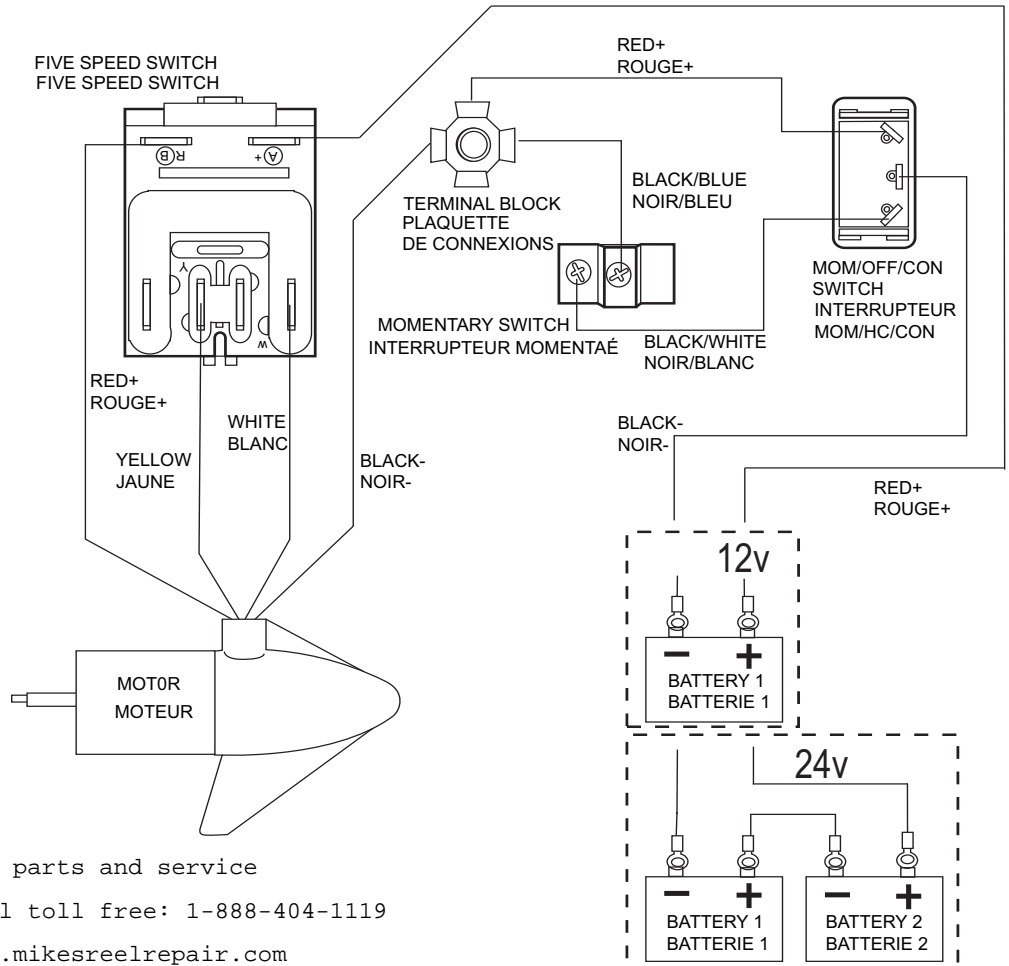 FIVE SPEED SWITCH
FIVE SPEED SWITCH
R B
A +
Y
W
RED+
ROUGE+
TERMINAL BLOCK
PLAQUETTE
DE CONNEXIONS
BLACK/BLUE
NOIR/BLEU
MOMENTARY SWITCH
INTERRUPTEUR MOMENTAÉ
BLACK/WHITE
NOIR/BLANC
MOM/OFF/CON
SWITCH
INTERRUPTEUR
MOM/HC/CON
RED+
ROUGE+
YELLOW
JAUNE
WHITE
BLANC
BLACK-
NOIR-
BLACK-
NOIR-
RED+
ROUGE+
MOT0R
MOTEUR
12v
− +
BATTERY 1
BATTERIE 1
24v
− +
BATTERY 1
BATTERIE 1
− +
BATTERY 2
BATTERIE 2
parts and service
l toll free: 1-888-404-1119
.mikesreelrepair.com